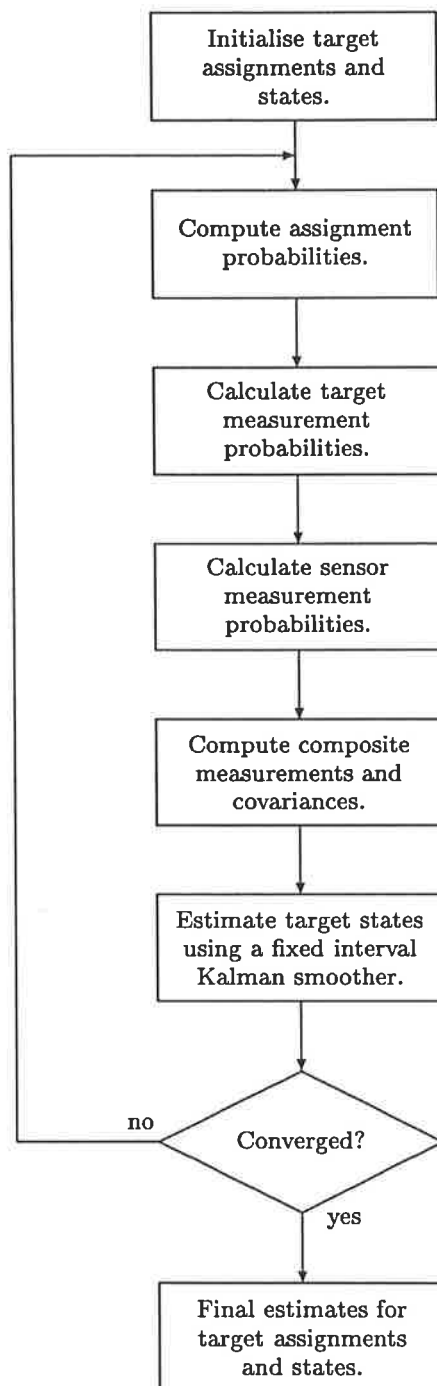 Initialise target
assignments and
states.
Compute assignment
probabilities.
Calculate target
measurement
probabilities.
Calculate sensor
measurement
probabilities.
Compute composite
measurements and
covariances.
Estimate target states
using a fixed interval
Kalman smoother.
no
Converged?
yes
Final estimates for
target assignments
and states.